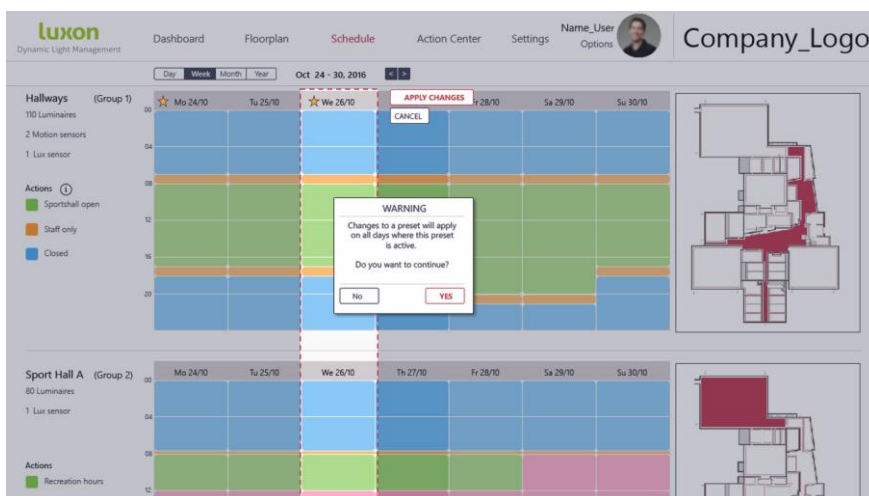 luxon
Dynamic Light Management
Dashboard
Floorplan
Schedule
Action Center
Settings
Name_User
Options
Company_Logo
Day Week Month Year
Oct 24 - 30, 2016
< >
Hallways (Group 1)
110 Luminaires
2 Motion sensors
1 Lux sensor
Actions i
Sportshall open
Staff only
Closed
Mo 24/10
Tu 25/10
We 26/10
APPLY CHANGES
CANCEL
Fr 28/10
Sa 29/10
Su 30/10
00
04
08
12
16
20
WARNING
Changes to a preset will apply
on all days where this preset
is active.
Do you want to continue?
No
YES
Sport Hall A (Group 2)
80 Luminaires
1 Lux sensor
Actions
Recreation hours
Mo 24/10
Tu 25/10
We 26/10
Th 27/10
Fr 28/10
Sa 29/10
Su 30/10
00
04
08
12